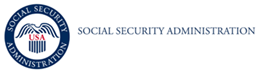 SOCIAL SECURITY
USA
ADMINISTRATION
SOCIAL SECURITY ADMINISTRATION